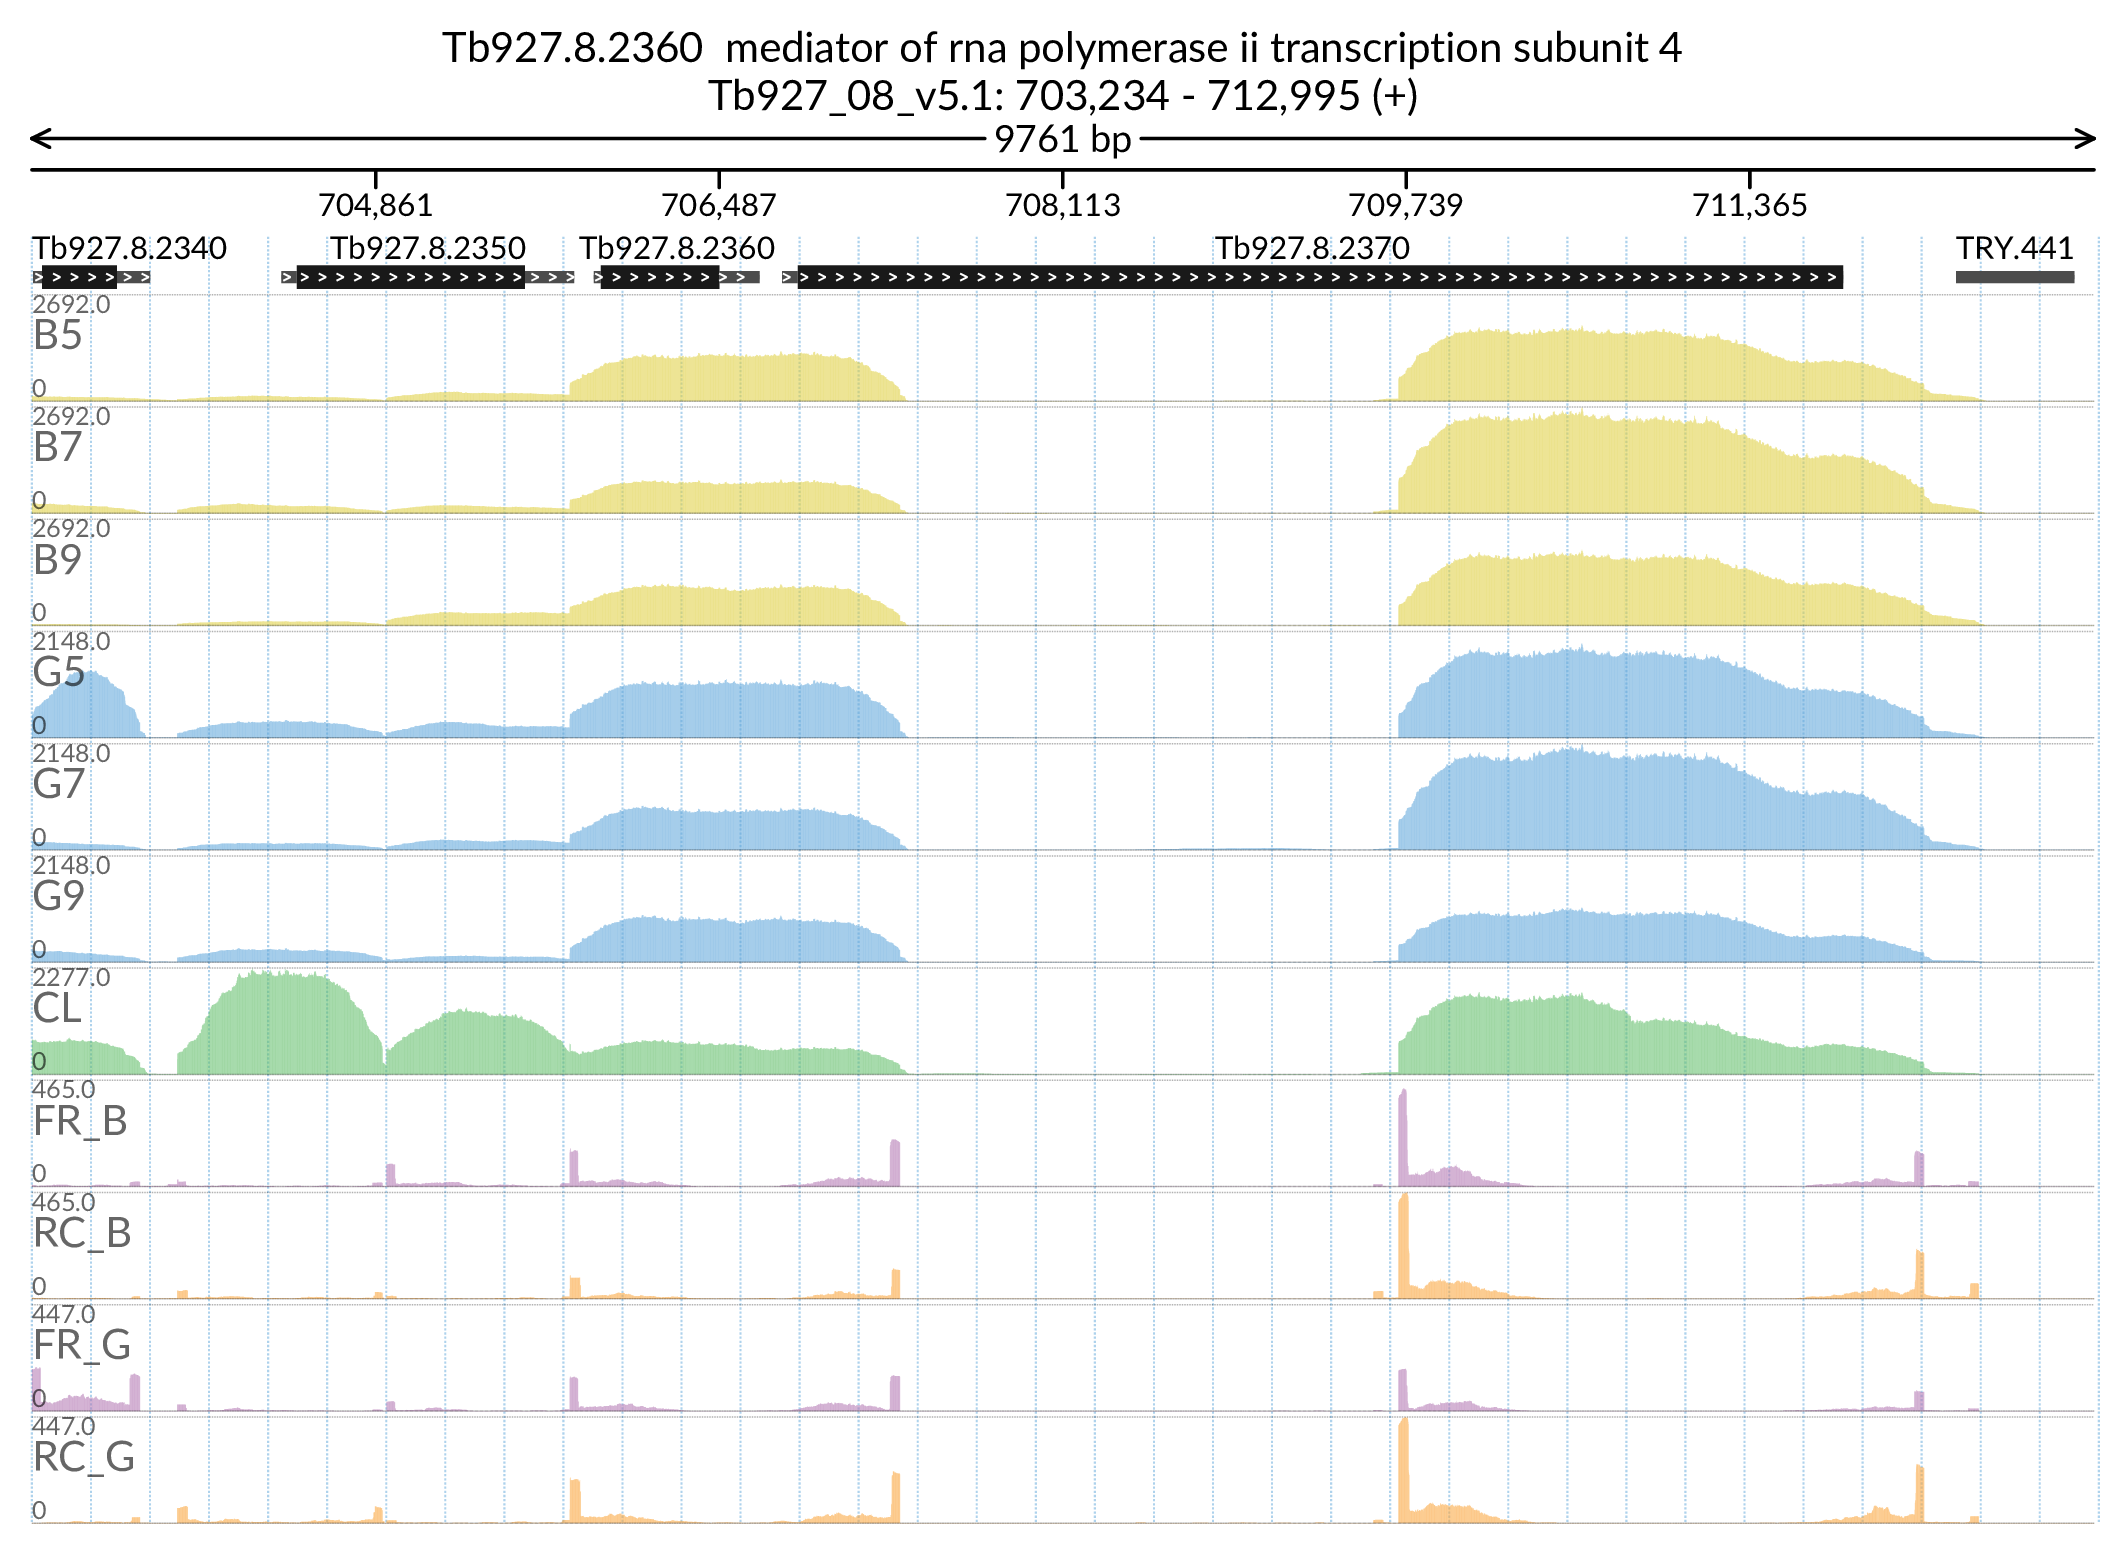 Tb927.8.2360  mediator of rna polymerase ii transcription subunit 4
Tb927_08_v5.1: 703,234 - 712,995 (+)
9761 bp
704,861 706,487 708,113 709,739 711,365
Tb927.8.2340 Tb927.8.2350 Tb927.8.2360 Tb927.8.2370 TRY.441
2692.0
B5
0
2692.0
B7
0
2692.0
B9
0
2148.0
G5
0
2148.0
G7
0
2148.0
G9
0
2277.0
CL
0
465.0
FR_B
0
465.0
RC_B
0
447.0
FR_G
0
447.0
RC_G
0